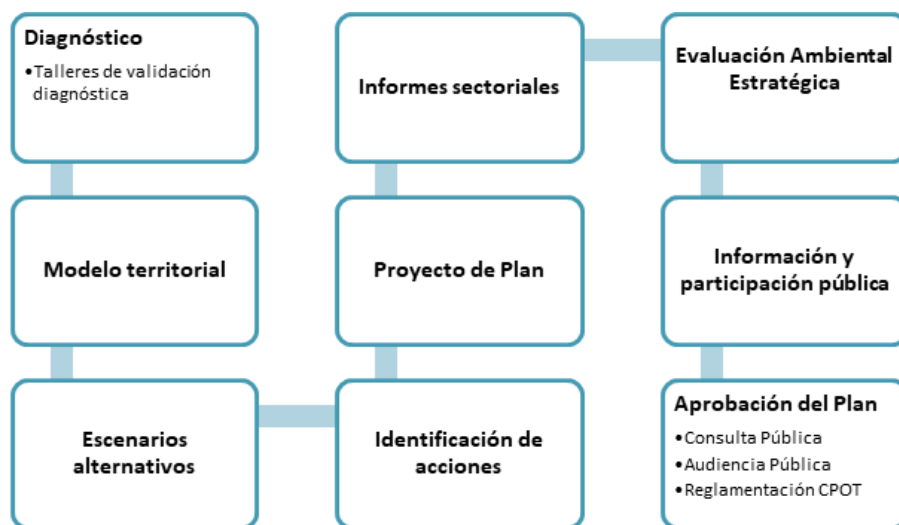 Diagnóstico
•Talleres de validación
diagnóstica
Modelo territorial
Escenarios
alternativos
Identificación de
acciones
Proyecto de Plan
Informes sectoriales
Evaluación Ambiental
Estratégica
Información y
participación pública
Aprobación del Plan
•Consulta Pública
•Audiencia Pública
•Reglamentación CPOT